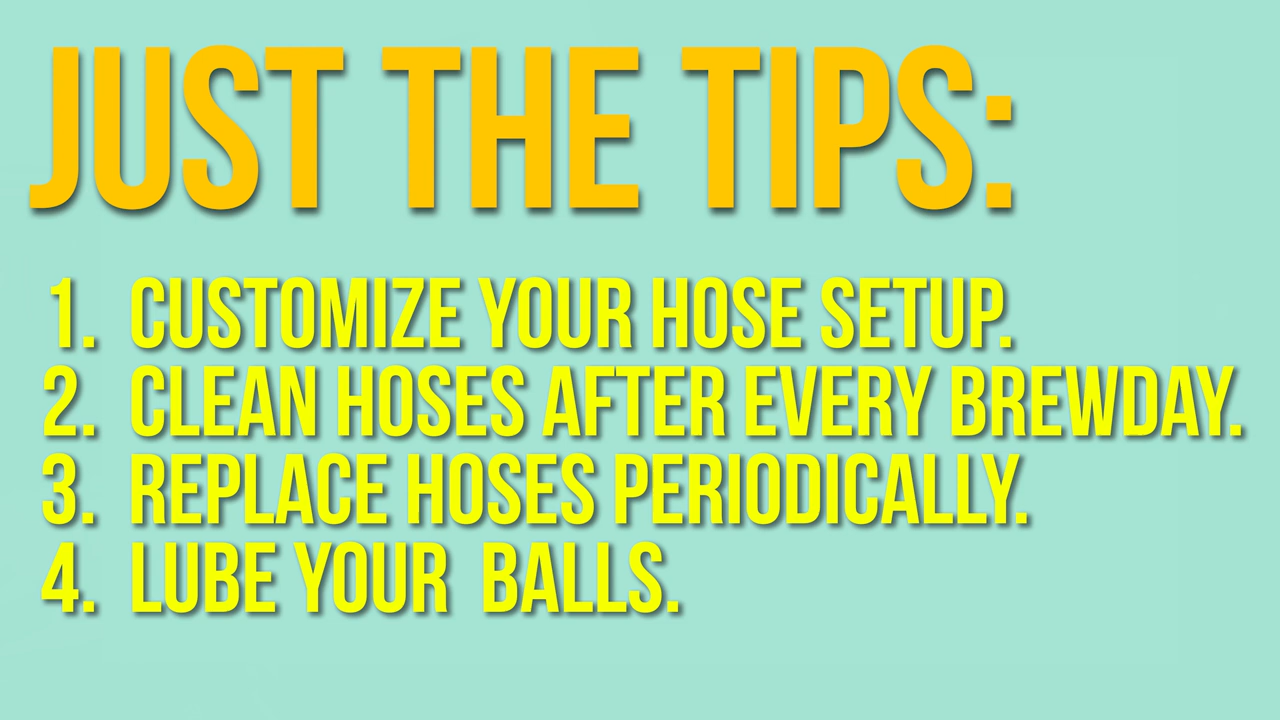 JUST THE TIPS:
1. CUSTOMIZE YOUR HOSE SETUP.
2. CLEAN HOSES AFTER EVERY BREWDAY.
3. REPLACE HOSES PERIODICALLY.
4. LUBE YOUR BALLS.